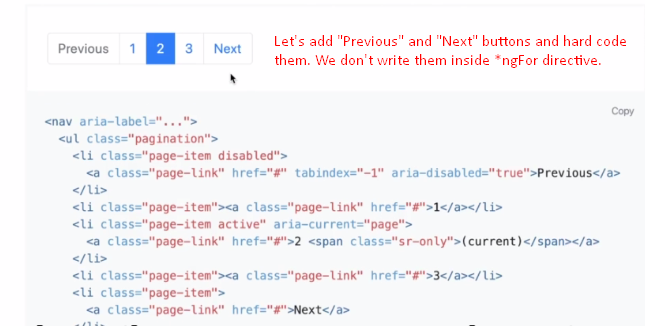 Previous 1 2 3 Next
Let's add "Previous" and "Next" buttons and hard code
them. We don't write them inside *ngFor directive.
Copy
<nav aria-label="...">
<ul class="pagination">
<li class="page-item disabled">
<a class="page-link" href="#" tabindex="-1" aria-disabled="true">Previous</a>
</li>
<li class="page-item"><a class="page-link" href="#">1</a></li>
<li class="page-item active" aria-current="page">
<a class="page-link" href="#">2 <span class="sr-only">(current)</span></a>
</li>
<li class="page-item"><a class="page-link" href="#">3</a></li>
<li class="page-item">
<a class="page-link" href="#">Next</a>